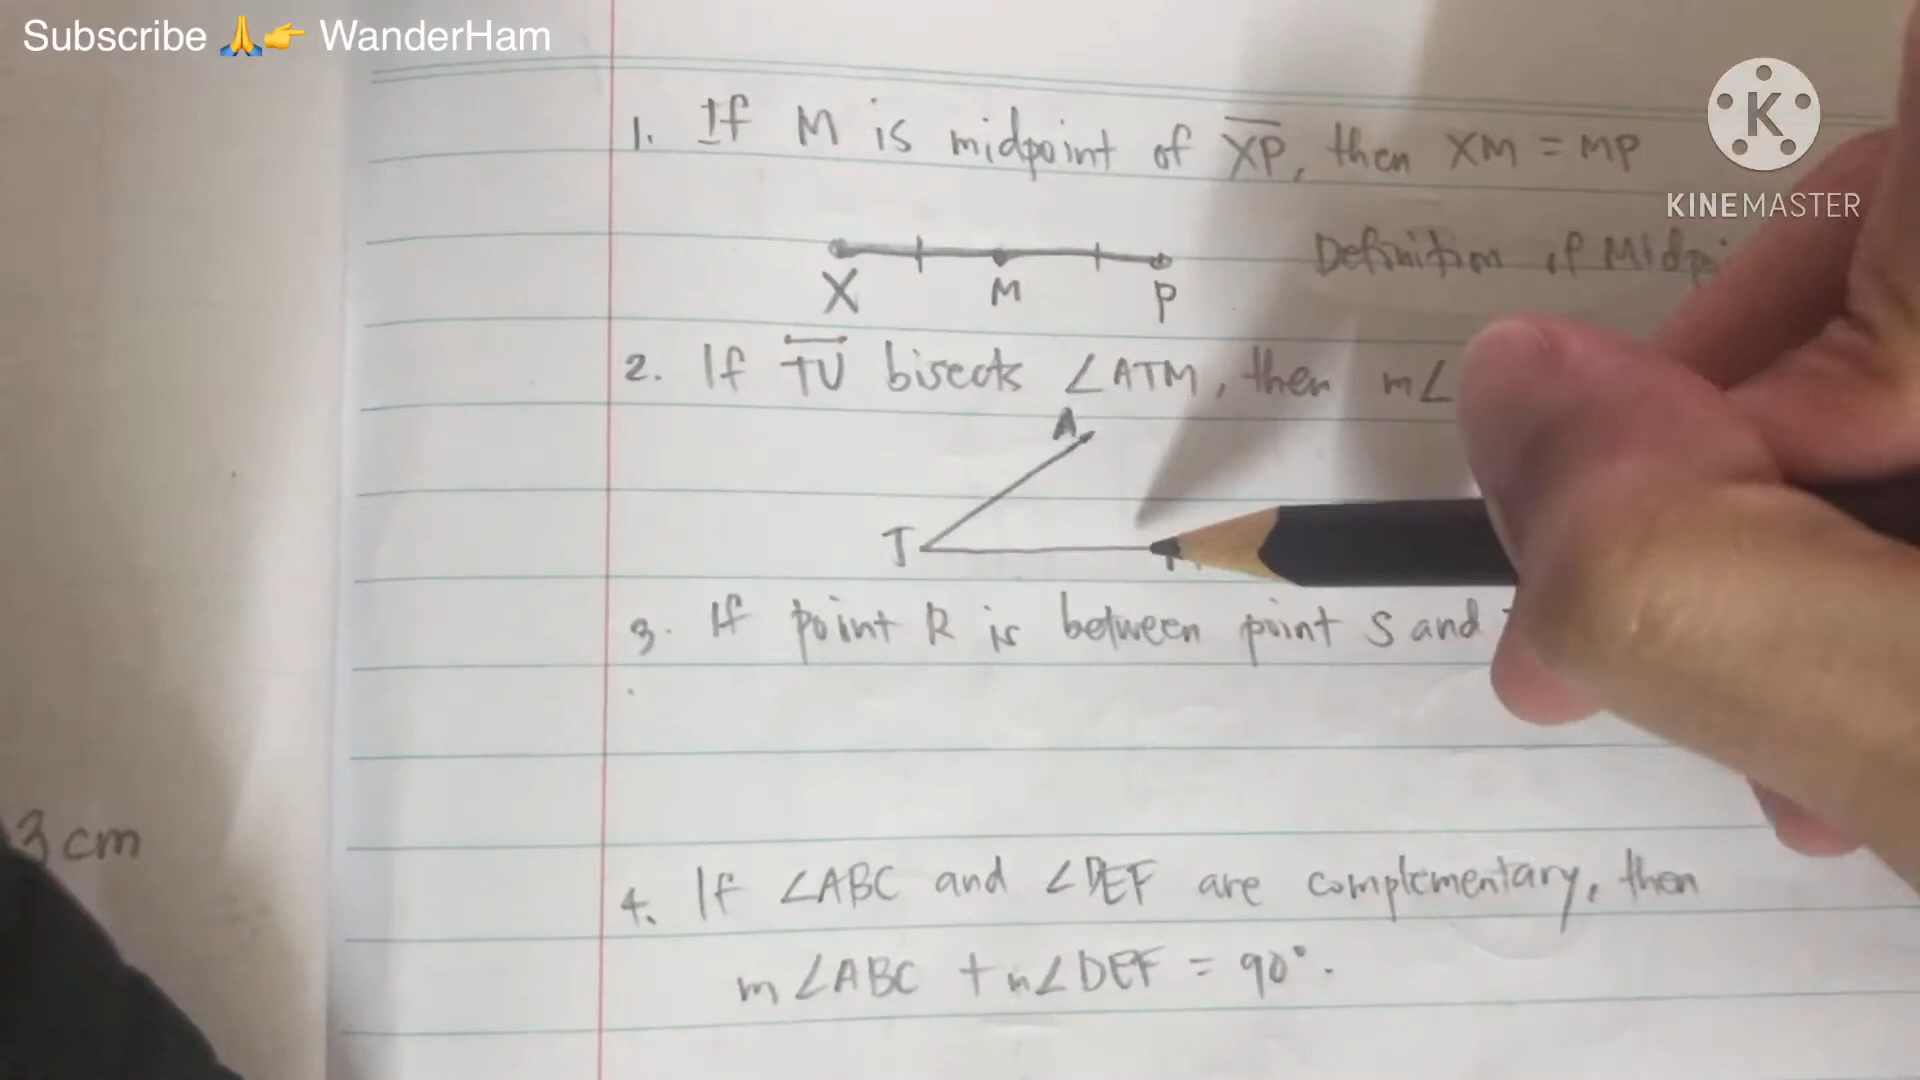 Subscribe 🙏👉 WanderHam
K
KINEMASTER
1. If M is midpoint of XP, then XM = MP
Definition of
X M P
2. If TU bisects ∠ATM, then m∠
A
T
3. If point R is between point S and
3 cm
4. If ∠ABC and ∠DEF are complementary, then
m∠ABC + m∠DEF = 90°.